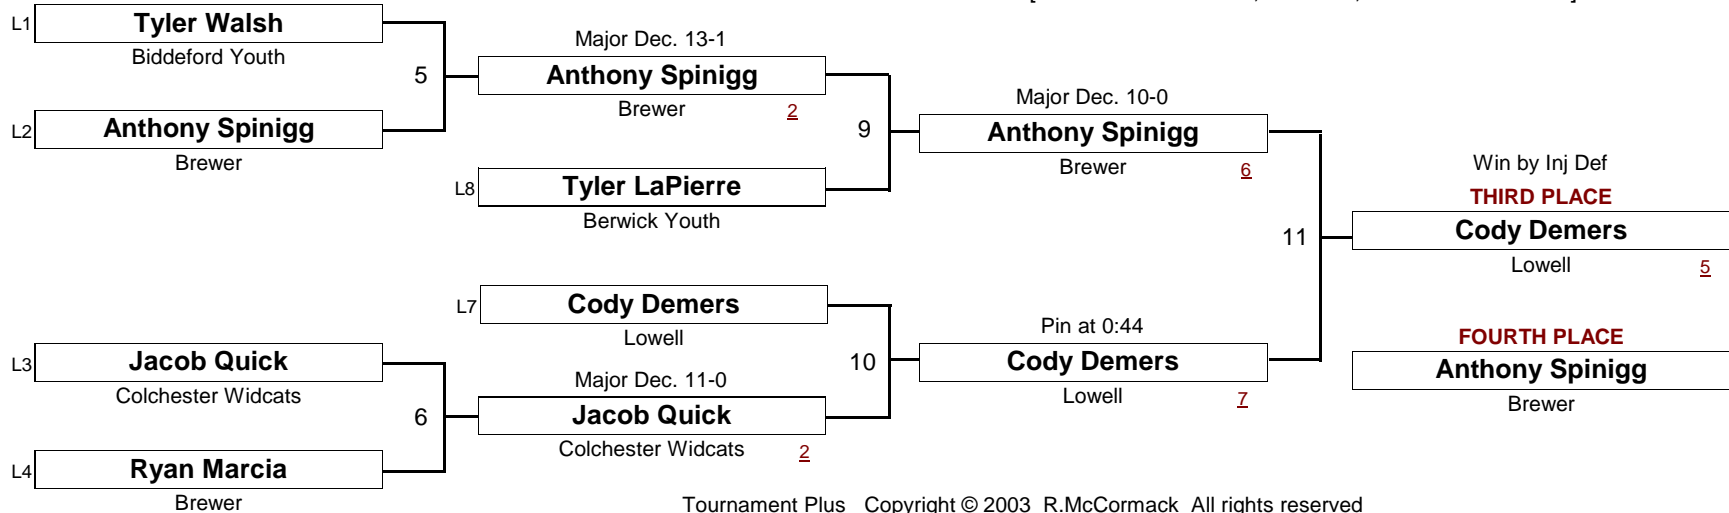 L1 Tyler Walsh
Biddeford Youth
5
L2 Anthony Spinigg
Brewer
Major Dec. 13-1
Anthony Spinigg
Brewer 2
9
L8 Tyler LaPierre
Berwick Youth
Major Dec. 10-0
Anthony Spinigg
Brewer 6
11
Win by Inj Def
THIRD PLACE
Cody Demers
Lowell 5
L7 Cody Demers
Lowell
10
Pin at 0:44
Cody Demers
Lowell 7
FOURTH PLACE
Anthony Spinigg
Brewer
L3 Jacob Quick
Colchester Widcats
6
Major Dec. 11-0
Jacob Quick
Colchester Widcats 2
L4 Ryan Marcia
Brewer
Tournament Plus Copyright © 2003 R.McCormack All rights reserved